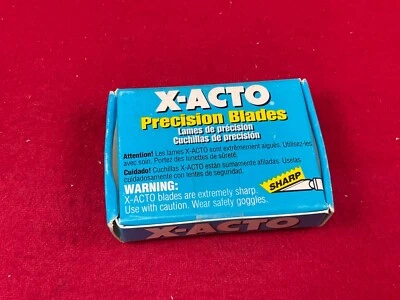 X-ACTO®
Precision Blades
Lames de précision
Cuchillas de precisión
Attention! Les lames X-ACTO sont extrêmement aiguës. Utilisez-les
avec soin. Portez des lunettes de sûreté.
Cuidado! Cuchillas X-ACTO están sumamente afiladas. Úsetas
cuidadosamente con lentes de seguridad.
WARNING:
X-ACTO blades are extremely sharp.
Use with caution. Wear safety goggles.
SHARP
X-ACTO